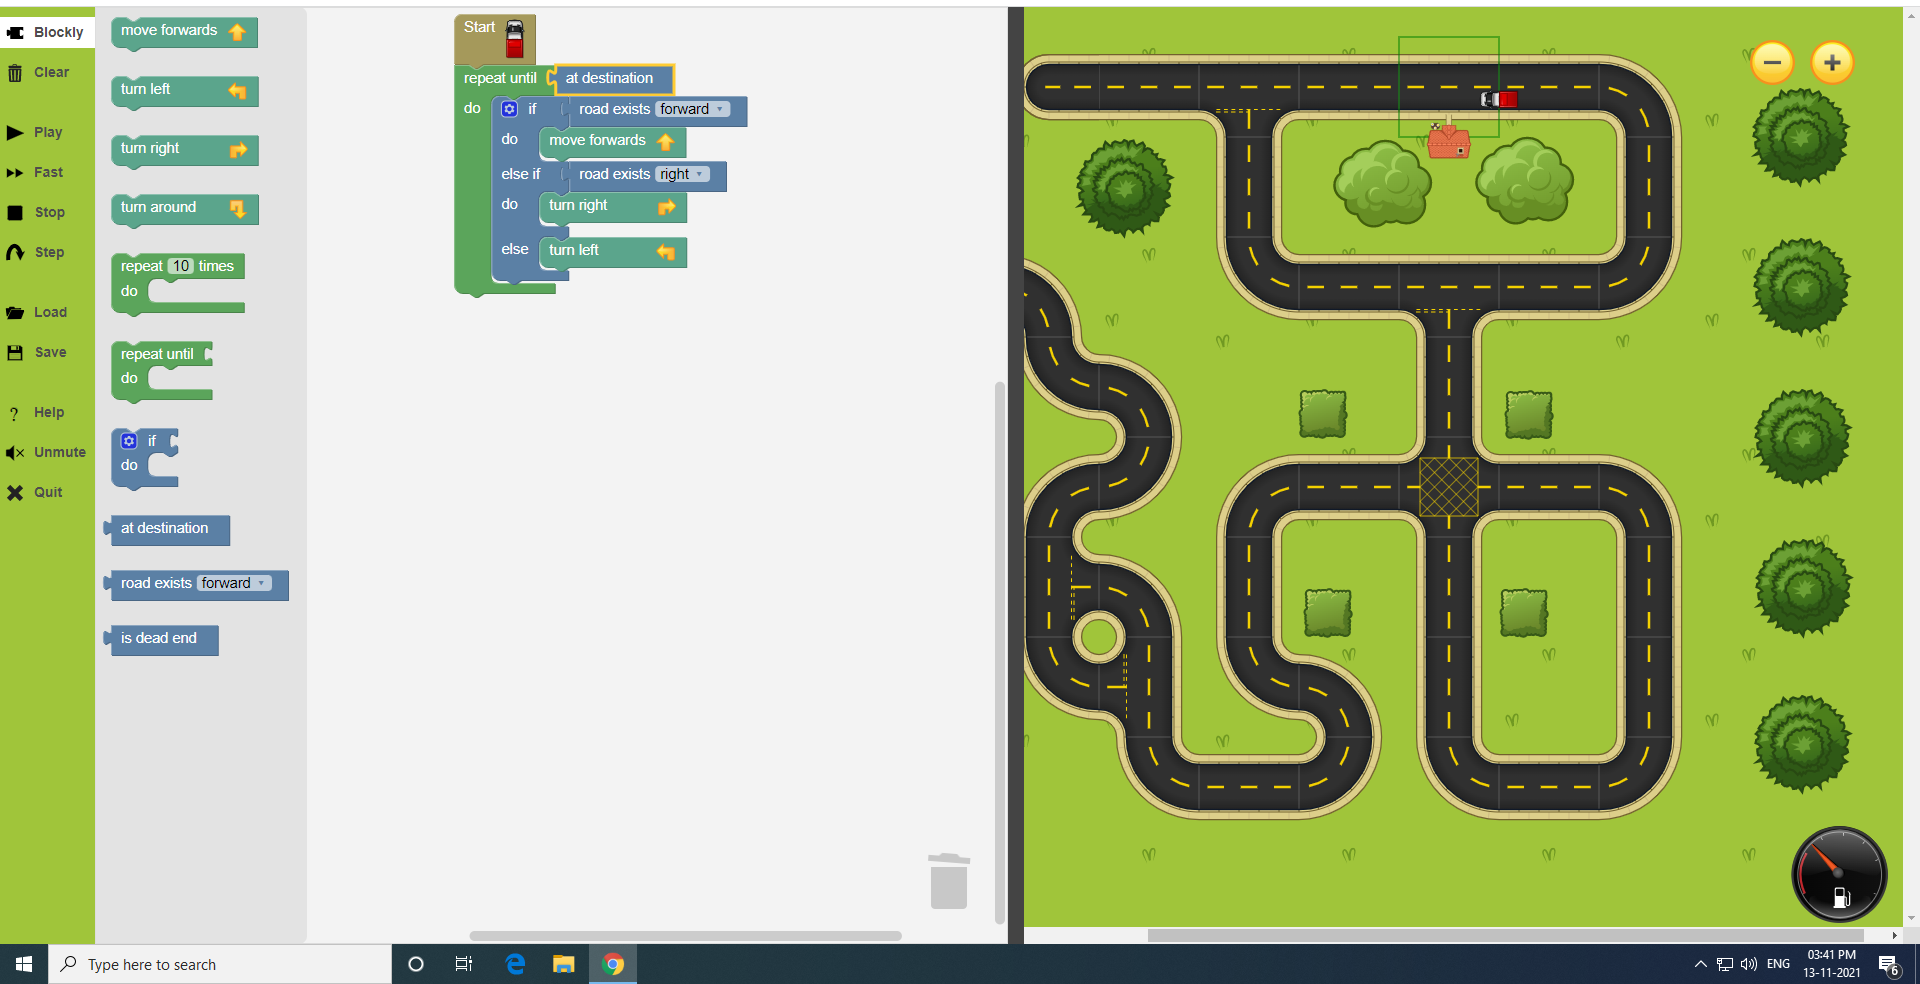 Blockly
Clear
Play
Fast
Stop
Step
Load
Save
Help
Unmute
Quit
move forwards
turn left
turn right
turn around
repeat 10 times
do
repeat until
do
if
do
at destination
road exists forward
is dead end
Start
repeat until at destination
do if road exists forward
do move forwards
else if road exists right
do turn right
else turn left
Type here to search
ENG
03:41 PM
13-11-2021
6